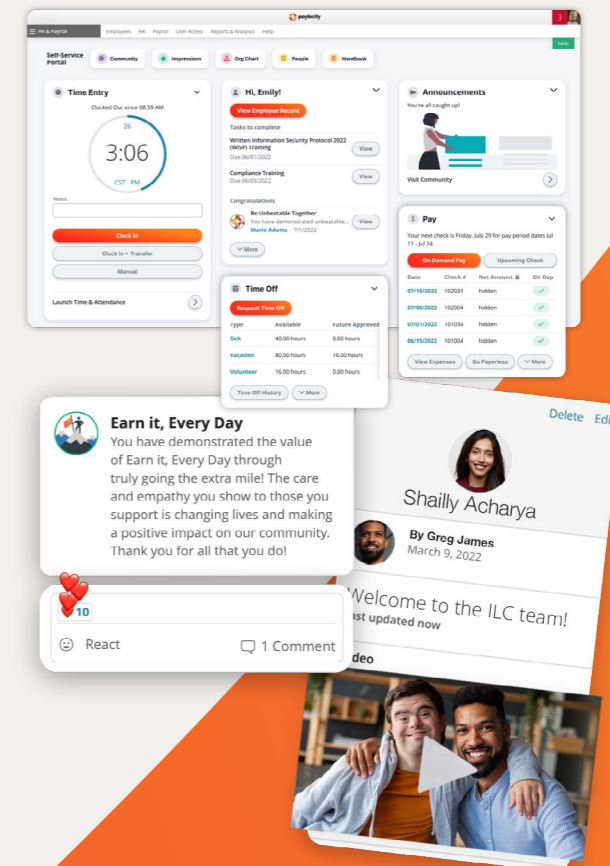 paylocity
3
HR & Payroll
Employees HR Payroll User Access Reports & Analytics Help
Help
Self-Service
Portal
Community
Impressions
Org Chart
People
Handbook
Time Entry
Clocked Out since 08:59 AM
26
3:06
CST PM
Notes
Clock In
Clock In + Transfer
Manual
Launch Time & Attendance
Hi, Emily!
View Employee Record
Tasks to complete
Written Information Security Protocol 2022
(WISP) Training
Due 06/01/2022
View
Compliance Training
Due 06/03/2022
View
Congratulations
Be Unbeatable Together
You have demonstrated unbeatable...
Mario Adams - 7/1/2022
View
More
Time Off
Request Time Off
Type Available Future Approved
Sick 40.00 hours 0.00 hours
Vacation 80.00 hours 16.00 hours
Volunteer 16.00 hours 0.00 hours
Time Off History More
Announcements
You're all caught up!
Visit Community
$ Pay
Your next check is Friday, July 29 for pay period dates Jul
11 - Jul 74
On Demand Pay Upcoming Check
Date Check # Net Amount Dir Dep
07/15/2022 102031 hidden
07/06/2022 102004 hidden
07/01/2022 101034 hidden
06/15/2022 101004 hidden
View Expenses Go Paperless More
Earn it, Every Day
You have demonstrated the value
of Earn it, Every Day through
truly going the extra mile! The care
and empathy you show to those you
support is changing lives and making
a positive impact on our community.
Thank you for all that you do!
10
React 1 Comment
Delete Edi
Shailly Acharya
By Greg James
March 9, 2022
Welcome to the ILC team!
ast updated now
deo